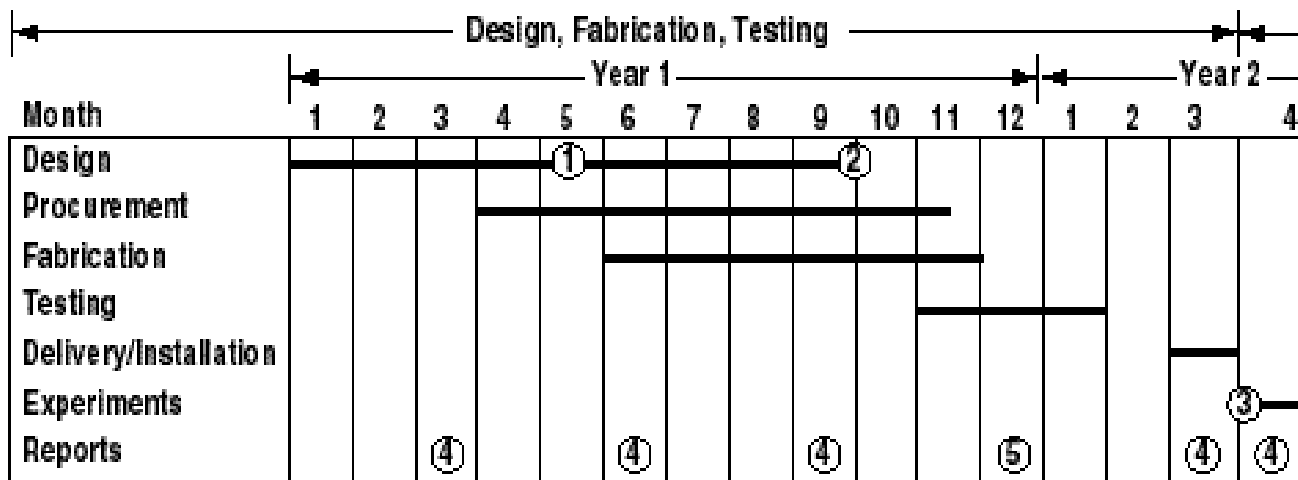 Design, Fabrication, Testing
Year 1 Year 2
Month 1 2 3 4 5 6 7 8 9 10 11 12 1 2 3 4
Design 1 2
Procurement
Fabrication
Testing
Delivery/Installation
Experiments 3
Reports 4 4 4 5 4 4